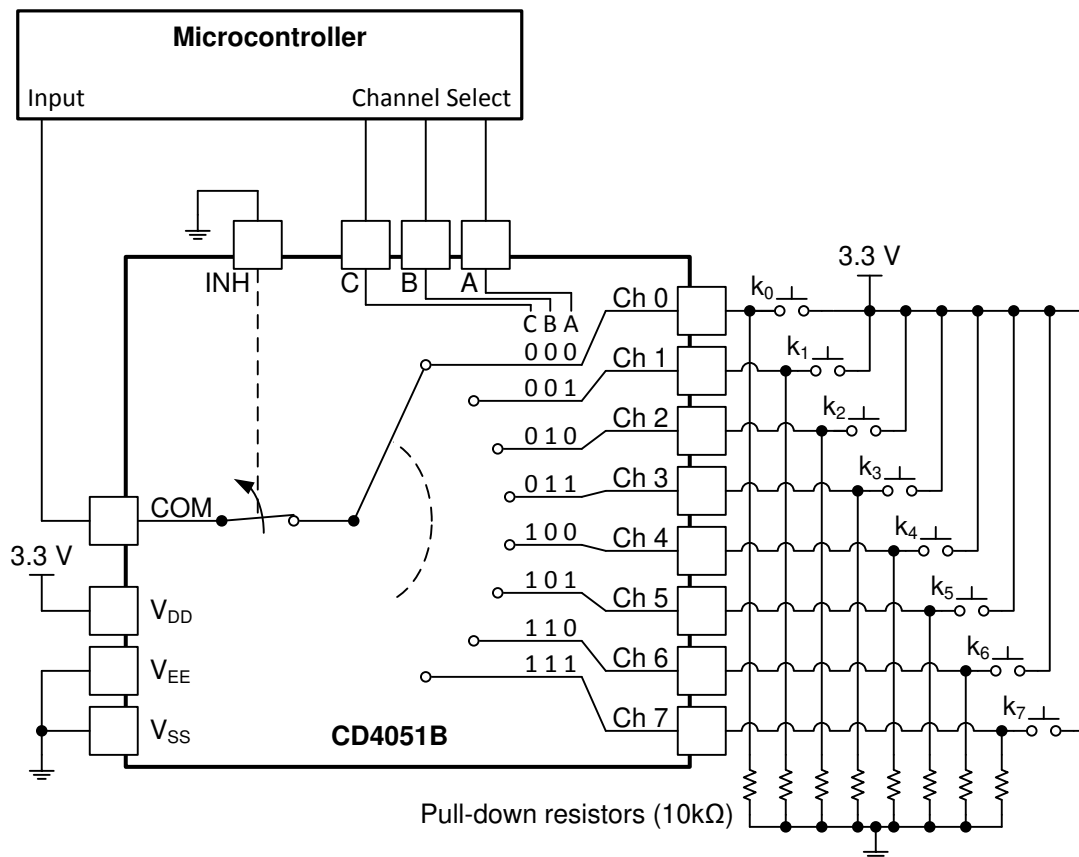 Microcontroller
Input
Channel Select
INH
C
B
A
C B A
3.3 V
COM
3.3 V
V_DD
V_EE
V_SS
CD4051B
0 0 0
Ch 0
0 0 1
Ch 1
0 1 0
Ch 2
0 1 1
Ch 3
1 0 0
Ch 4
1 0 1
Ch 5
1 1 0
Ch 6
1 1 1
Ch 7
k0
k1
k2
k3
k4
k5
k6
k7
Pull-down resistors (10kΩ)